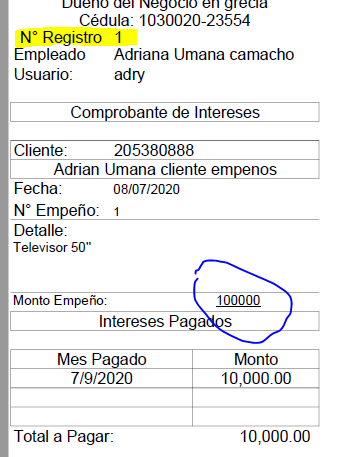 Dueño del Negocio en grecia
Cédula: 1030020-23554
N° Registro 1
Empleado Adriana Umana camacho
Usuario: adry
Comprobante de Intereses
Cliente: 205380888
Adrian Umana cliente empenos
Fecha: 08/07/2020
N° Empeño: 1
Detalle:
Televisor 50"
Monto Empeño: 100000
Intereses Pagados
Mes Pagado Monto
7/9/2020 10,000.00
Total a Pagar: 10,000.00